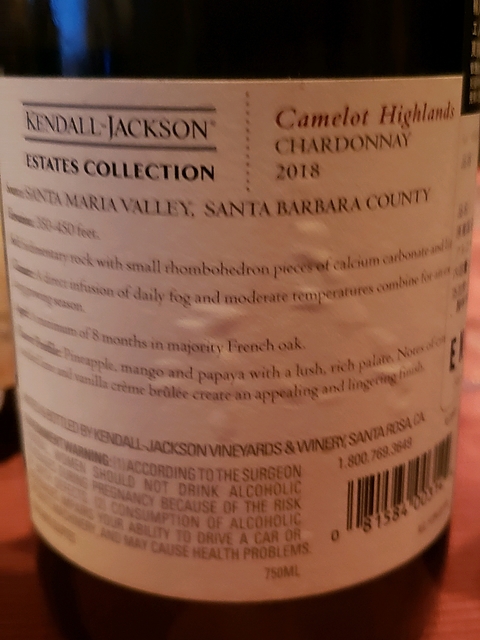 KENDALL-JACKSON®
ESTATES COLLECTION
Camelot Highlands
CHARDONNAY
2018
SANTA MARIA VALLEY, SANTA BARBARA COUNTY
350-450 feet.
rock with small rhombohedron pieces of calcium carbonate and
direct infusion of daily fog and moderate temperatures combine for
season.
of 8 months in majority French oak.
Pineapple, mango and papaya with a lush, rich palate. Notes of
and vanilla crème brûlée create an appealing and lingering finish.
BOTTLED BY KENDALL-JACKSON VINEYARDS & WINERY, SANTA ROSA, CA
1.800.769.3649
WARNING: (1) ACCORDING TO THE SURGEON
WOMEN SHOULD NOT DRINK ALCOHOLIC
PREGNANCY BECAUSE OF THE RISK
CONSUMPTION OF ALCOHOLIC
YOUR ABILITY TO DRIVE A CAR OR
AND MAY CAUSE HEALTH PROBLEMS.
750ML